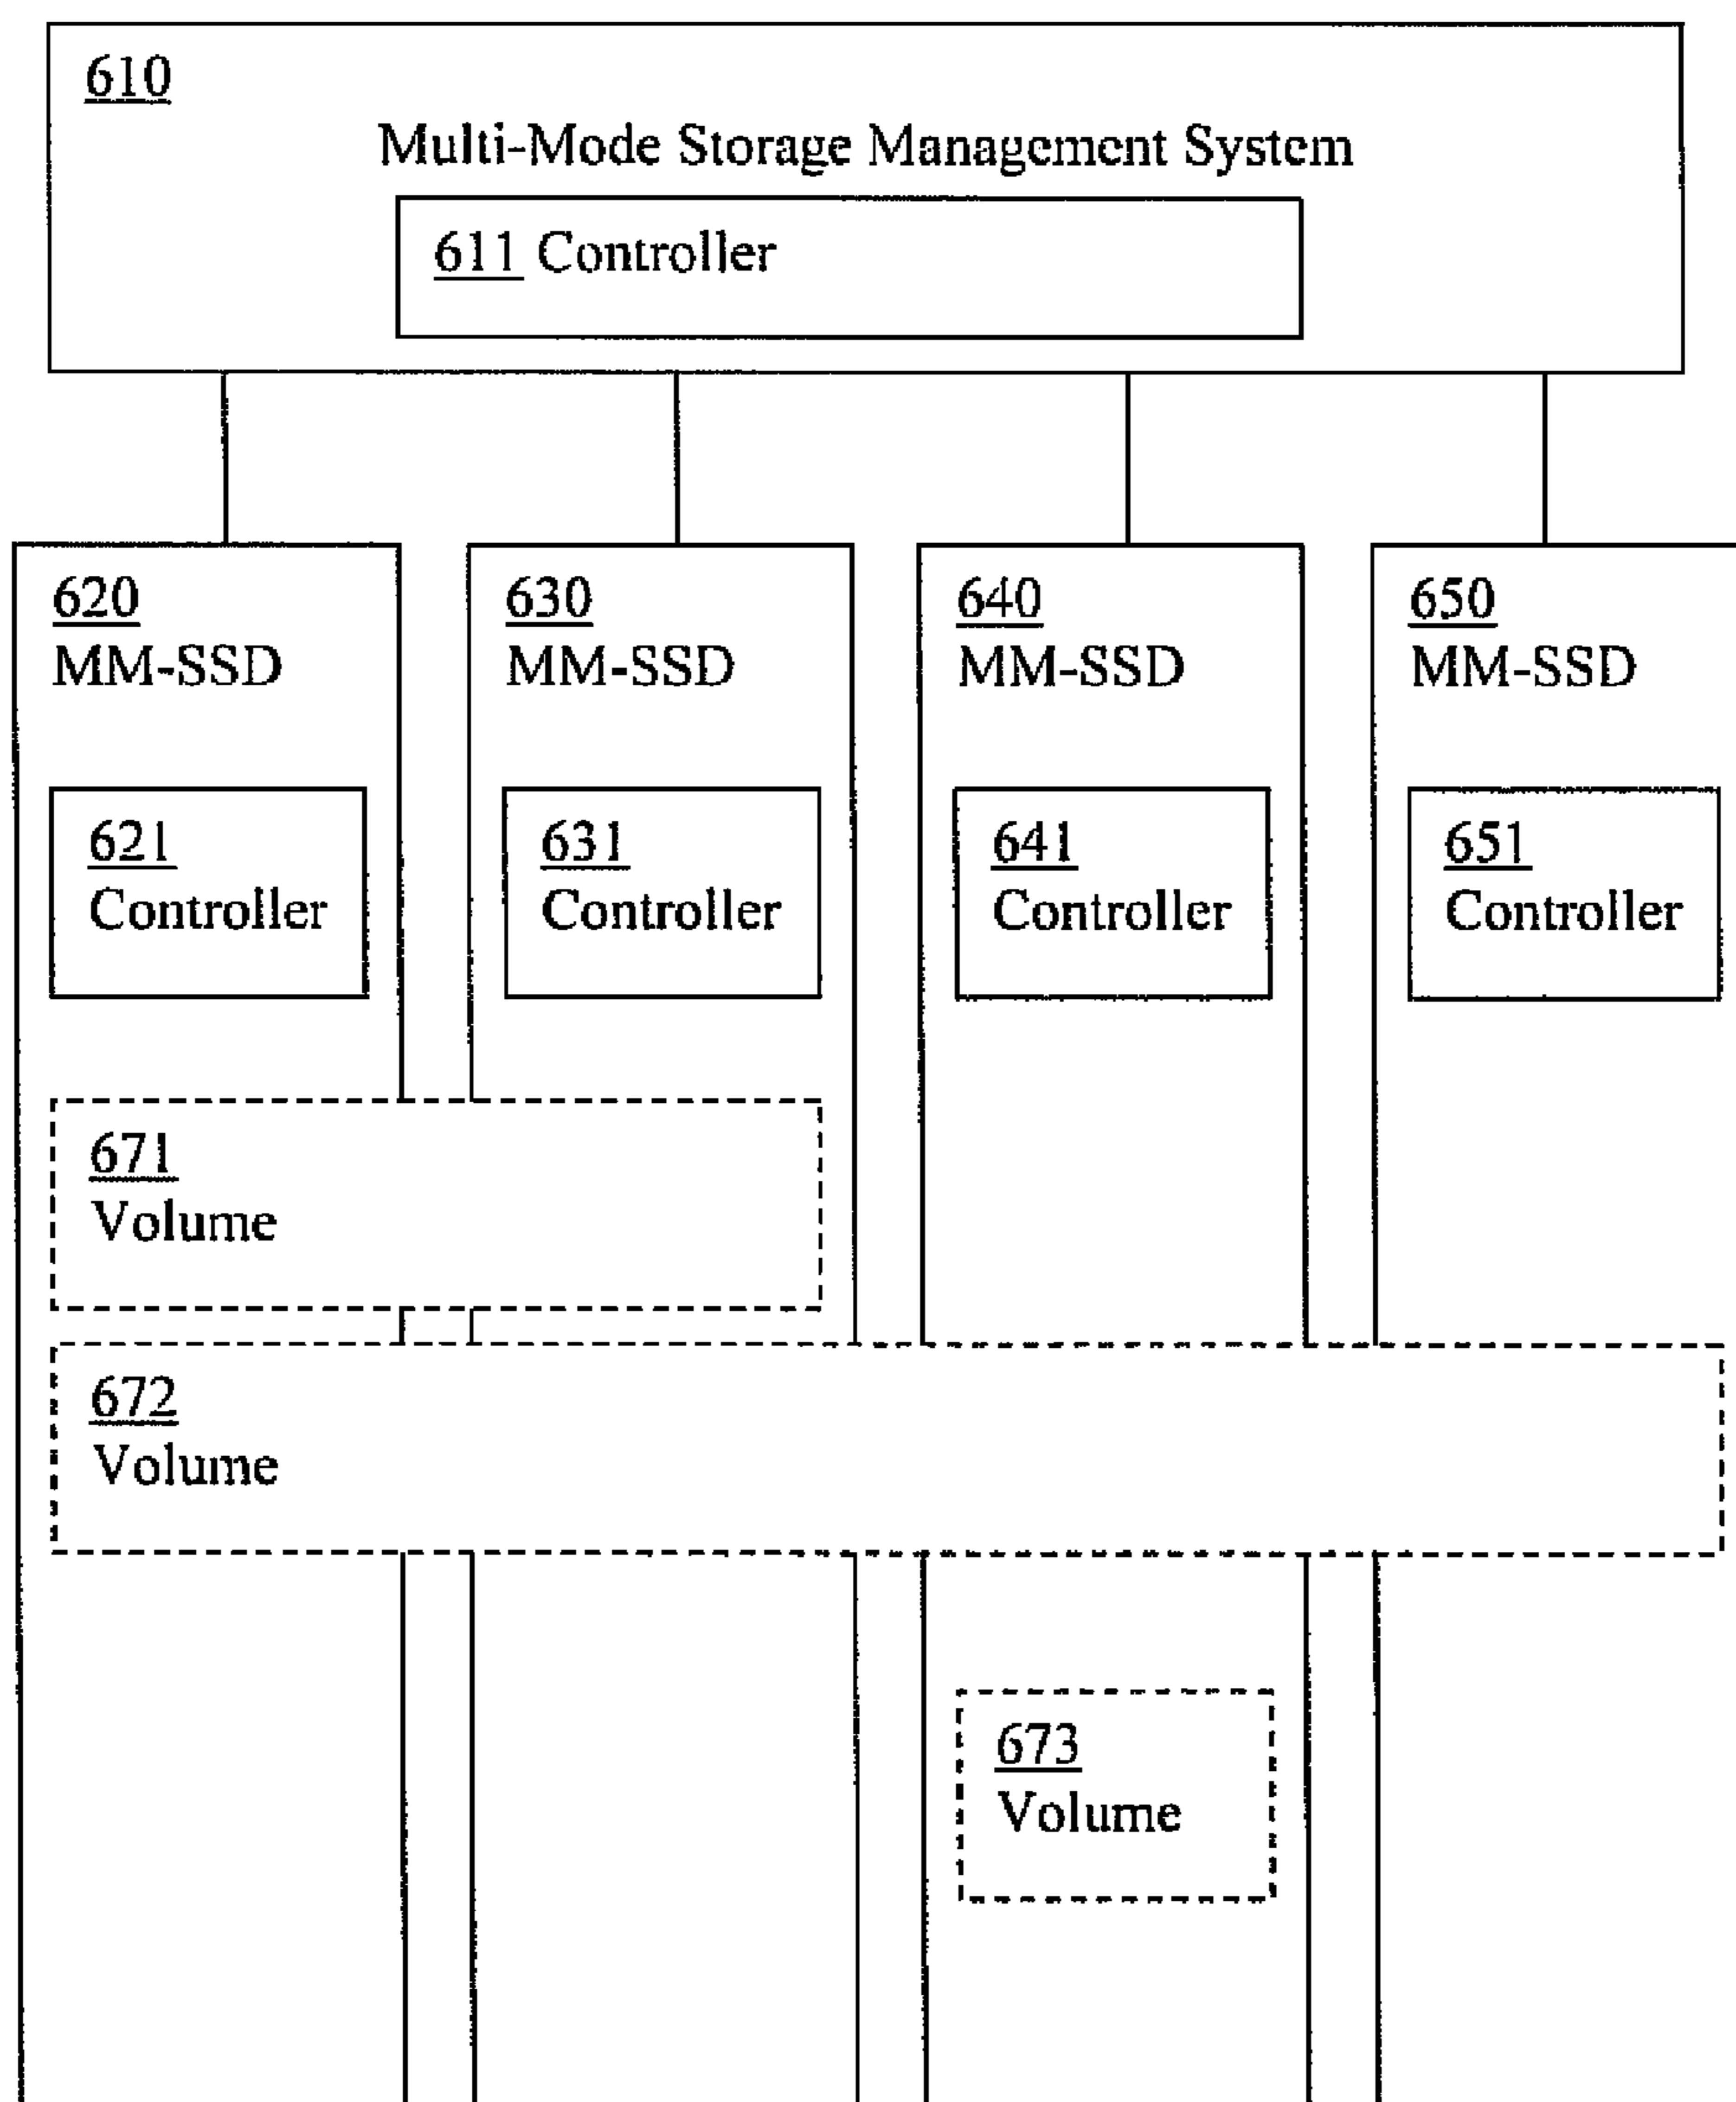 610
Multi-Mode Storage Management System
611 Controller
620
MM-SSD
630
MM-SSD
640
MM-SSD
650
MM-SSD
621
Controller
631
Controller
641
Controller
651
Controller
671
Volume
672
Volume
673
Volume